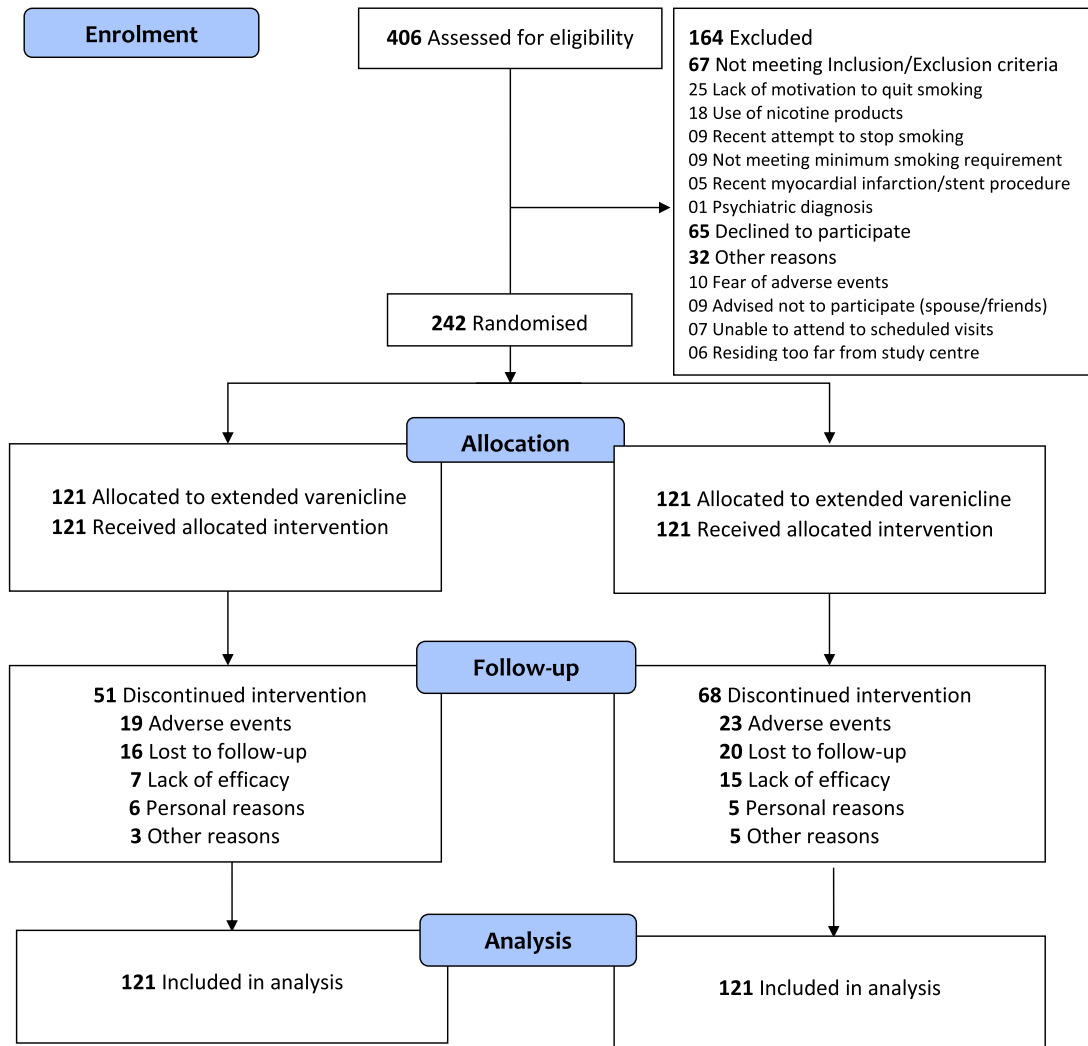 Enrolment
406 Assessed for eligibility
164 Excluded
67 Not meeting Inclusion/Exclusion criteria
25 Lack of motivation to quit smoking
18 Use of nicotine products
09 Recent attempt to stop smoking
09 Not meeting minimum smoking requirement
05 Recent myocardial infarction/stent procedure
01 Psychiatric diagnosis
65 Declined to participate
32 Other reasons
10 Fear of adverse events
09 Advised not to participate (spouse/friends)
07 Unable to attend to scheduled visits
06 Residing too far from study centre
242 Randomised
Allocation
121 Allocated to extended varenicline
121 Received allocated intervention
121 Allocated to extended varenicline
121 Received allocated intervention
Follow-up
51 Discontinued intervention
19 Adverse events
16 Lost to follow-up
7 Lack of efficacy
6 Personal reasons
3 Other reasons
68 Discontinued intervention
23 Adverse events
20 Lost to follow-up
15 Lack of efficacy
5 Personal reasons
5 Other reasons
Analysis
121 Included in analysis
121 Included in analysis